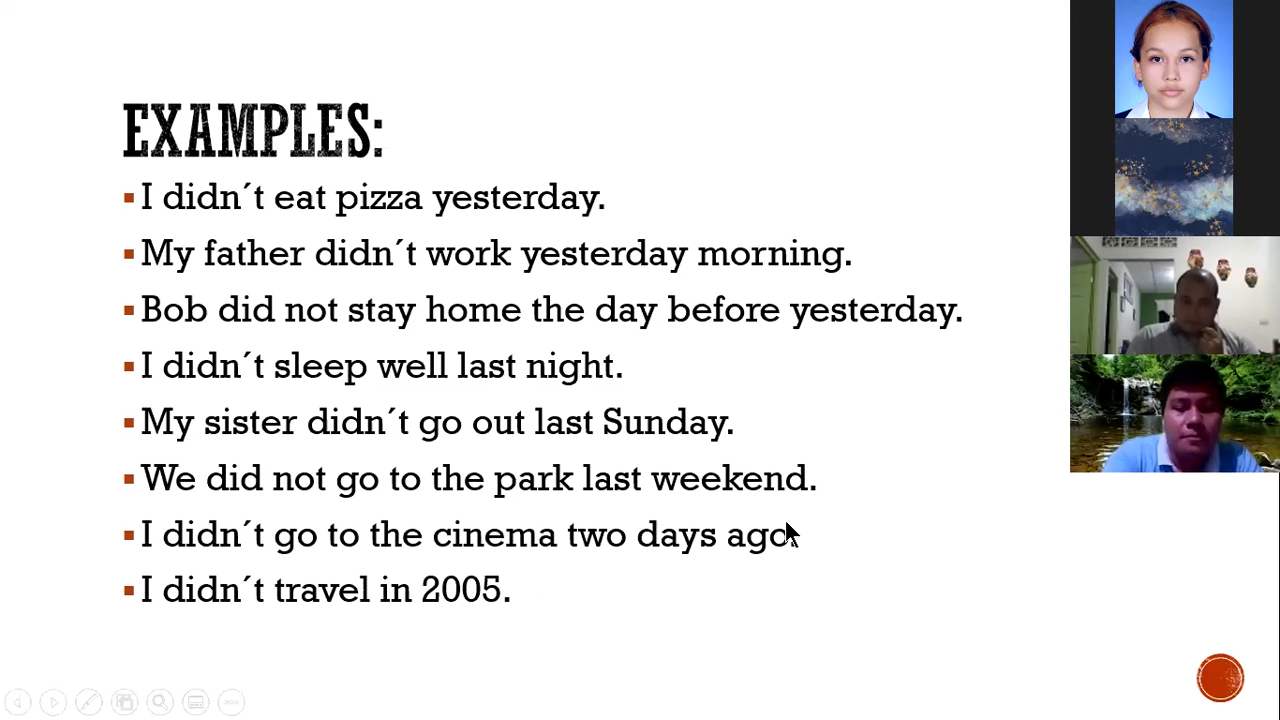 EXAMPLES:
I didn´t eat pizza yesterday.
My father didn´t work yesterday morning.
Bob did not stay home the day before yesterday.
I didn´t sleep well last night.
My sister didn´t go out last Sunday.
We did not go to the park last weekend.
I didn´t go to the cinema two days ago.
I didn´t travel in 2005.